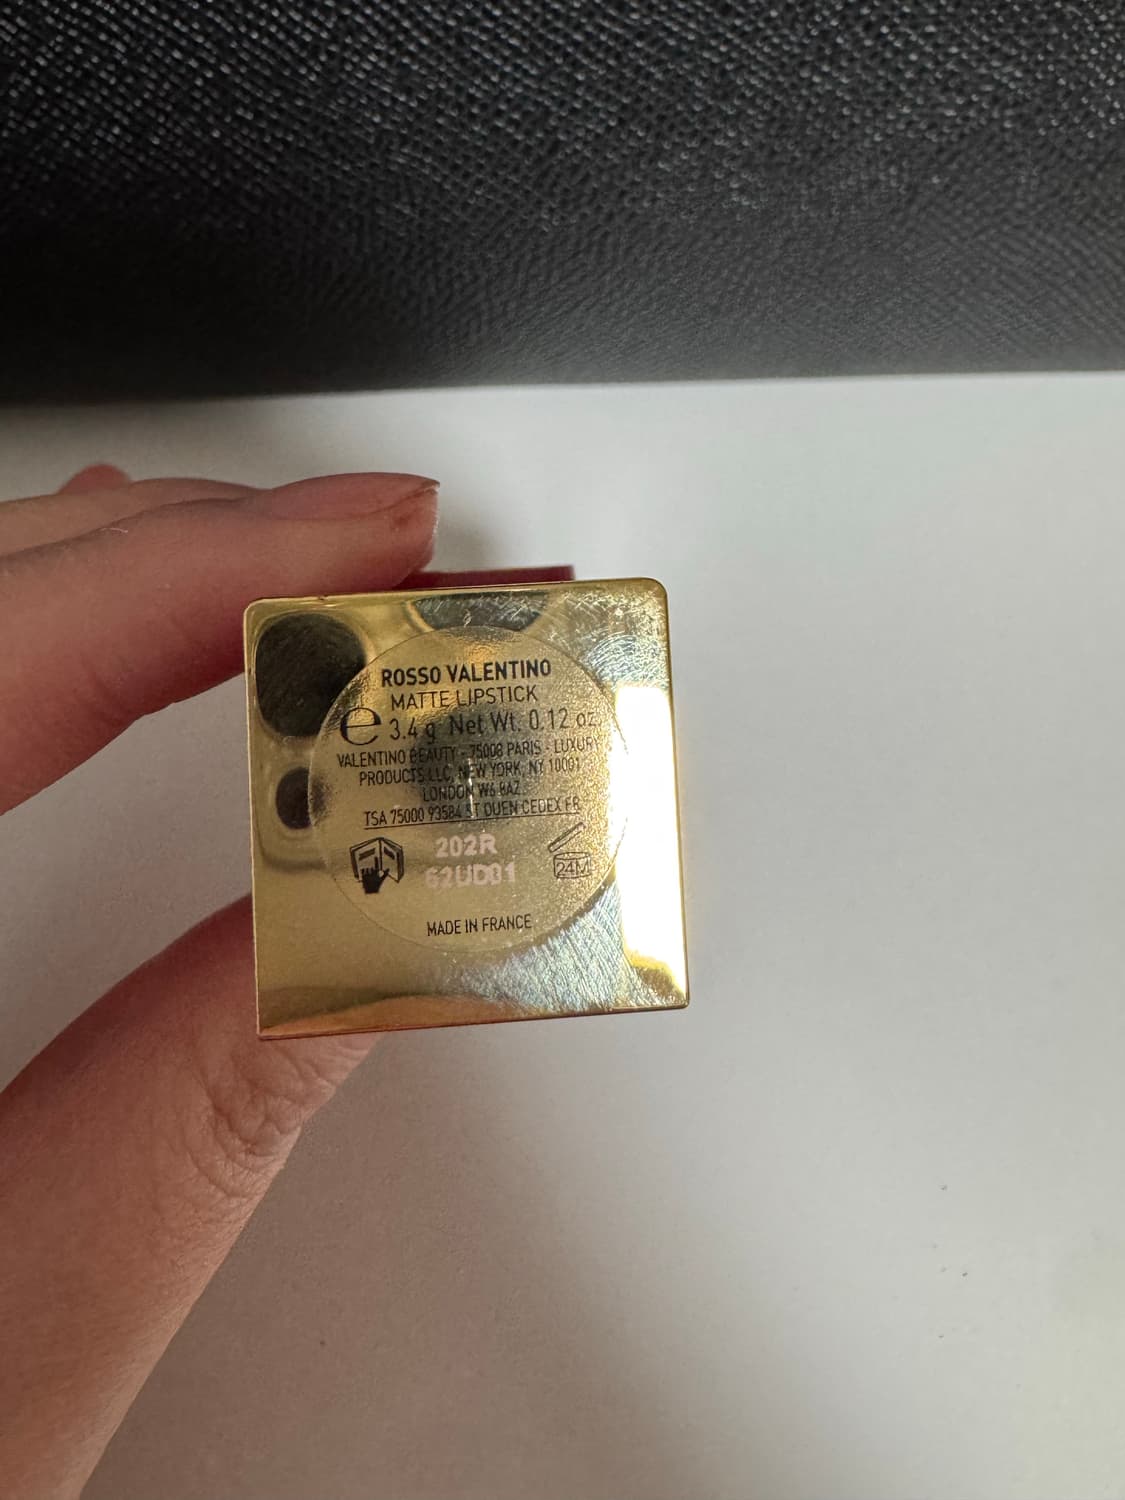 ROSSO VALENTINO
MATTE LIPSTICK
e 3.4 g Net Wt. 0.12 oz.
VALENTINO BEAUTY - 75008 PARIS - LUXURY
PRODUCTS LLC, NEW YORK, NY 10001
LONDON W6 8AZ
TSA 75000 93584 ST OUEN CEDEX FR
202R
62UD01
24M
MADE IN FRANCE